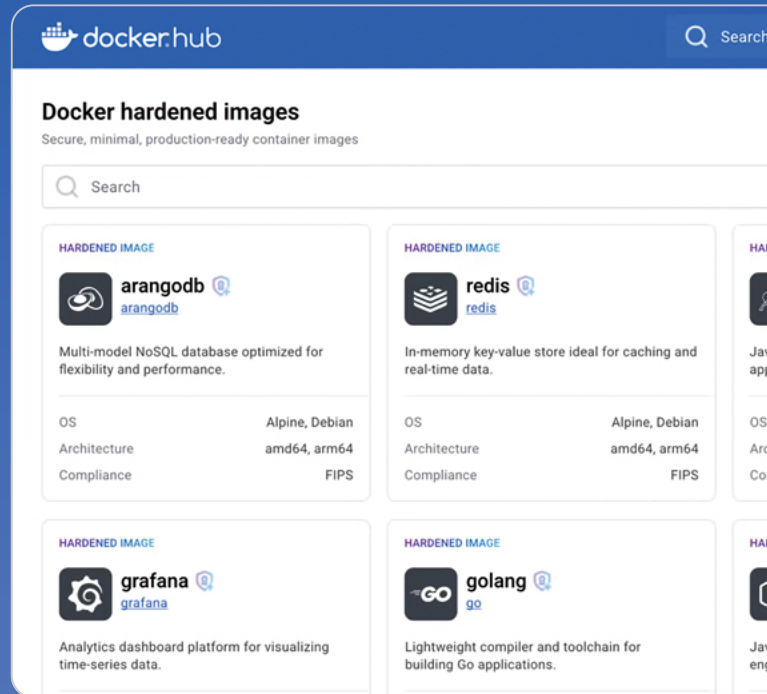 docker.hub
Search
Docker hardened images
Secure, minimal, production-ready container images
Search
HARDENED IMAGE
arangodb
arangodb
Multi-model NoSQL database optimized for
flexibility and performance.
OS Alpine, Debian
Architecture amd64, arm64
Compliance FIPS
HARDENED IMAGE
redis
redis
In-memory key-value store ideal for caching and
real-time data.
OS Alpine, Debian
Architecture amd64, arm64
Compliance FIPS
OS
HARDENED IMAGE
grafana
grafana
Analytics dashboard platform for visualizing
time-series data.
HARDENED IMAGE
GO
golang
go
Lightweight compiler and toolchain for
building Go applications.